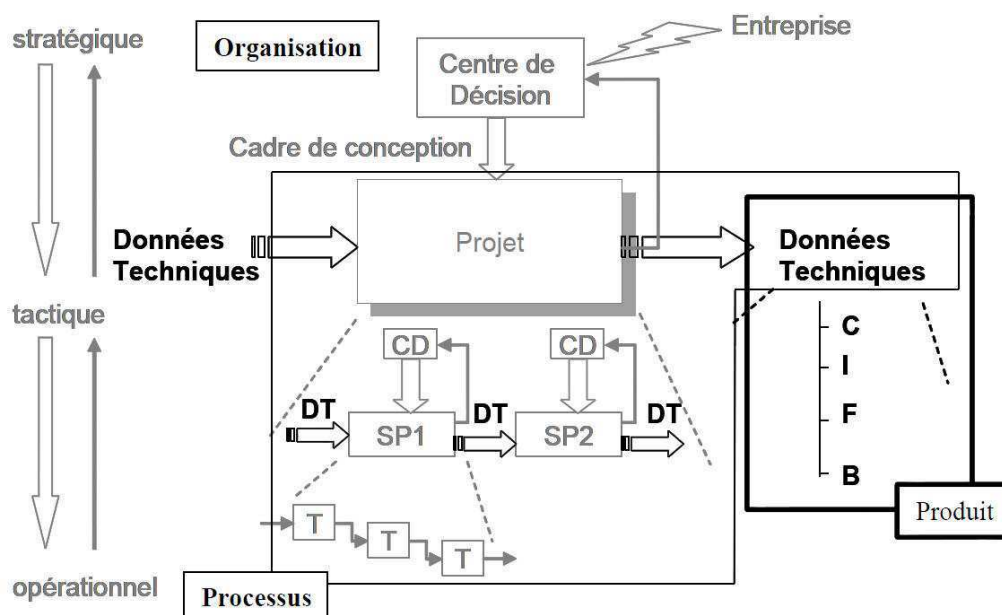 stratégique
Organisation
Entreprise
Centre de
Décision
Cadre de conception
Données
Techniques
Projet
Données
Techniques
tactique
CD
CD
C
I
DT
DT
DT
F
SP1
SP2
B
Produit
T
T
T
opérationnel
Processus